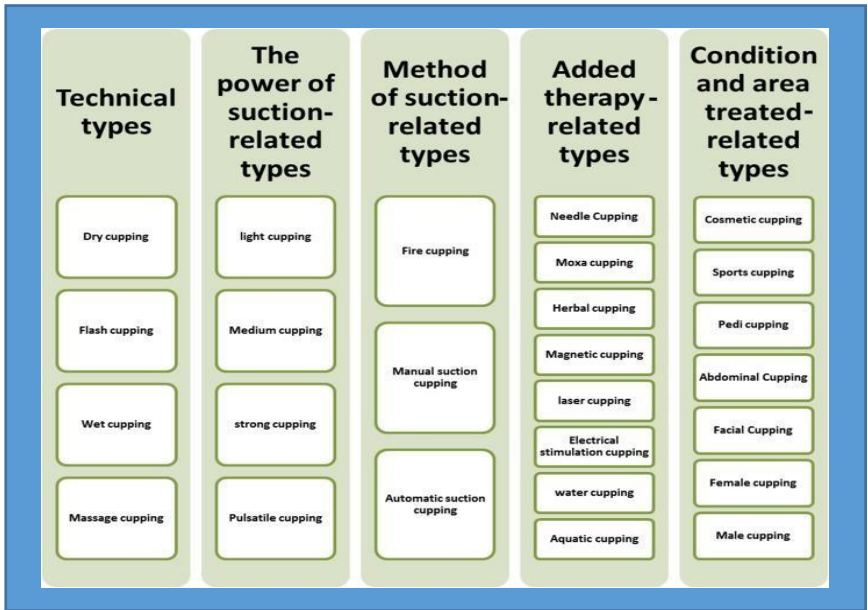 Technical
types
Dry cupping
Flash cupping
Wet cupping
Massage cupping
The
power of
suction-
related
types
light cupping
Medium cupping
strong cupping
Pulsatile cupping
Method
of suction-
related
types
Fire cupping
Manual suction
cupping
Automatic suction
cupping
Added
therapy-
related
types
Needle Cupping
Moxa cupping
Herbal cupping
Magnetic cupping
laser cupping
Electrical
stimulation cupping
water cupping
Aquatic cupping
Condition
and area
treated-
related
types
Cosmetic cupping
Sports cupping
Pedi cupping
Abdominal Cupping
Facial Cupping
Female cupping
Male cupping